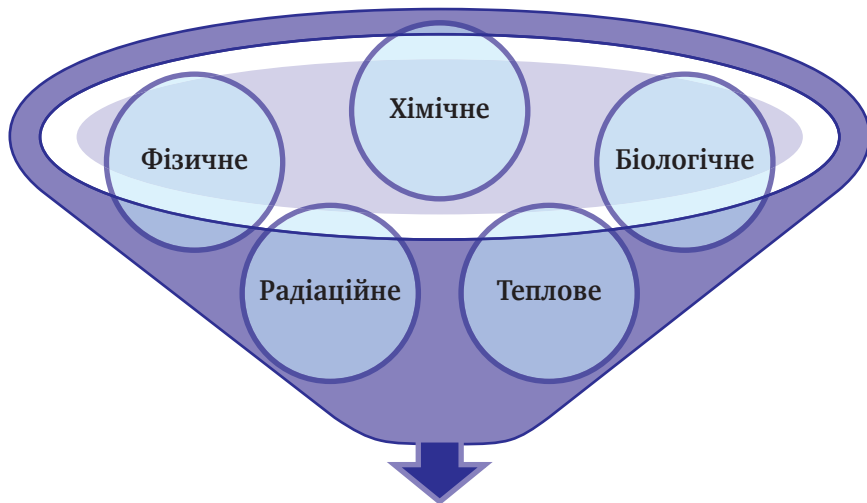 Хімічне
Фізичне
Біологічне
Радіаційне
Теплове